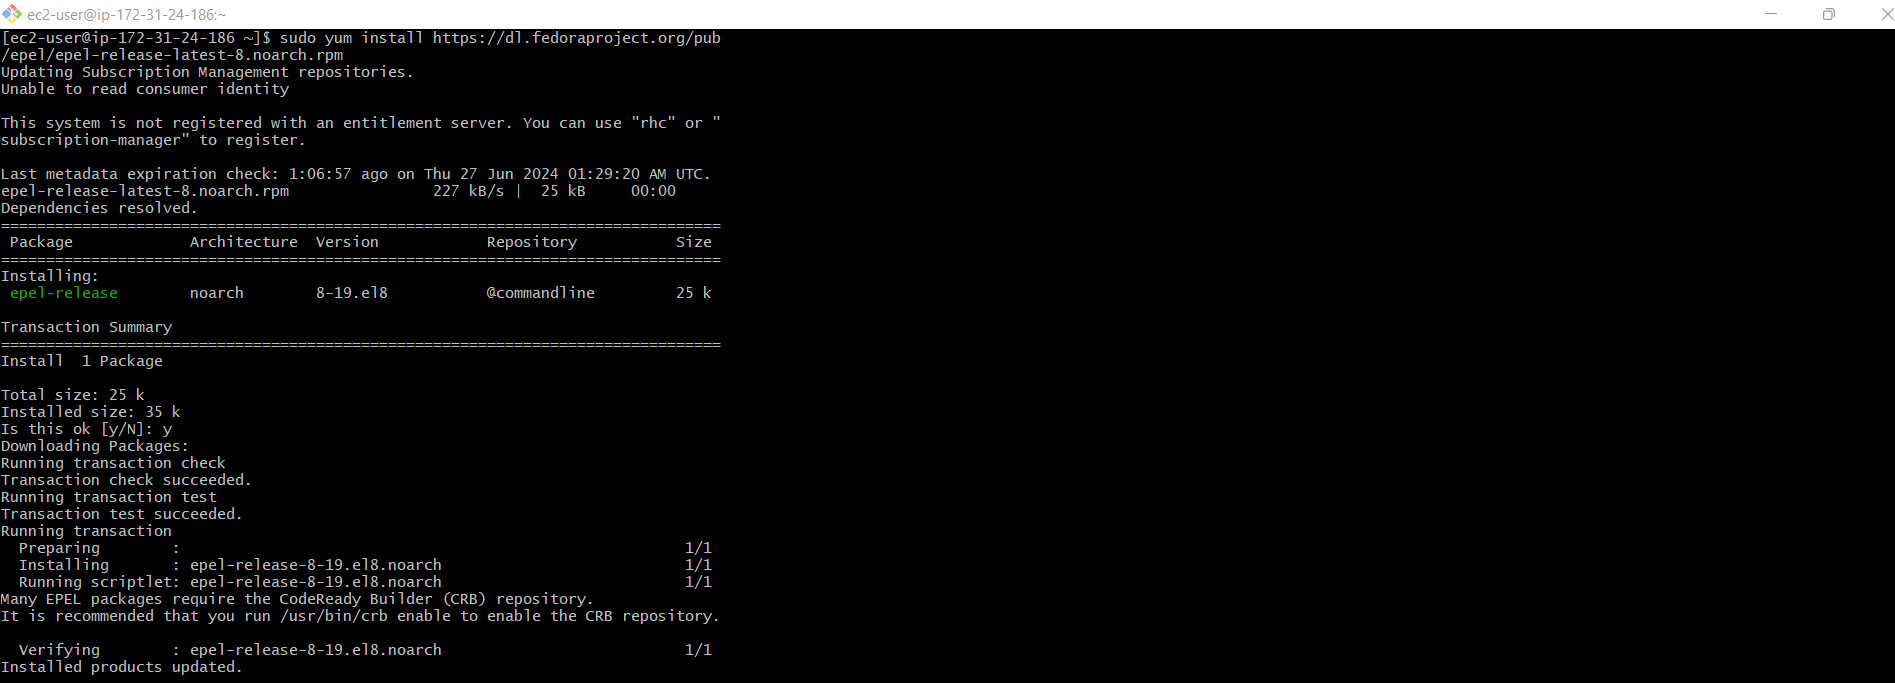 ec2-user@ip-172-31-24-186:~
[ec2-user@ip-172-31-24-186 ~]$ sudo yum install https://dl.fedoraproject.org/pub
/epel/epel-release-latest-8.noarch.rpm
Updating Subscription Management repositories.
Unable to read consumer identity

This system is not registered with an entitlement server. You can use "rhc" or "
subscription-manager" to register.

Last metadata expiration check: 1:06:57 ago on Thu 27 Jun 2024 01:29:20 AM UTC.
epel-release-latest-8.noarch.rpm                227 kB/s |  25 kB     00:00
Dependencies resolved.
================================================================================
 Package             Architecture  Version            Repository           Size
================================================================================
Installing:
 epel-release        noarch        8-19.el8           @commandline         25 k

Transaction Summary
================================================================================
Install  1 Package

Total size: 25 k
Installed size: 35 k
Is this ok [y/N]: y
Downloading Packages:
Running transaction check
Transaction check succeeded.
Running transaction test
Transaction test succeeded.
Running transaction
  Preparing        :                                                        1/1
  Installing       : epel-release-8-19.el8.noarch                           1/1
  Running scriptlet: epel-release-8-19.el8.noarch                           1/1
Many EPEL packages require the CodeReady Builder (CRB) repository.
It is recommended that you run /usr/bin/crb enable to enable the CRB repository.

  Verifying        : epel-release-8-19.el8.noarch                           1/1
Installed products updated.